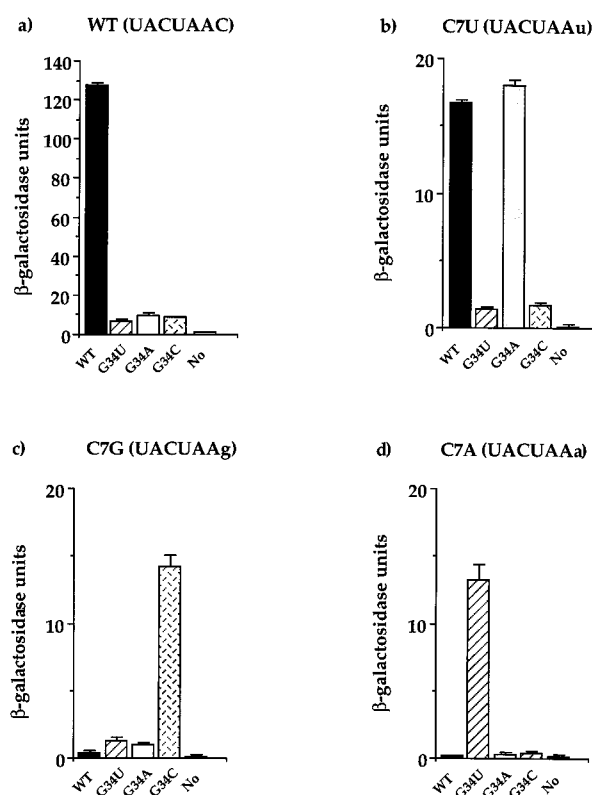 a) WT (UACUAAC)
β-galactosidase units
140
120
100
80
60
40
20
0
WT G34U G34A G34C No
b) C7U (UACUAAu)
β-galactosidase units
20
10
0
WT G34U G34A G34C No
c) C7G (UACUAAg)
β-galactosidase units
20
10
0
WT G34U G34A G34C No
d) C7A (UACUAAa)
β-galactosidase units
20
10
0
WT G34U G34A G34C No